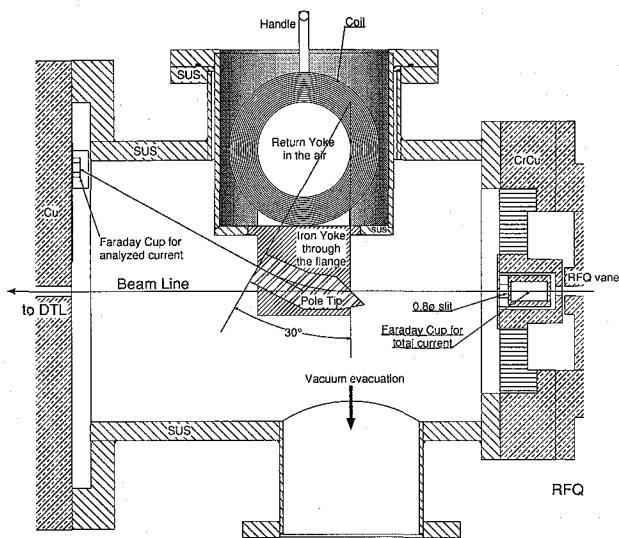 Handle
Coil
SUS
Return Yoke
in the air
SUS
CrCu
Cu
Faraday Cup for
analyzed current
SUS
Iron Yoke
through
the flange
RFQ vane
Beam Line
Pole Tip
0.8ø slit
to DTL
Faraday Cup for
total current
30°
Vacuum evacuation
SUS
RFQ